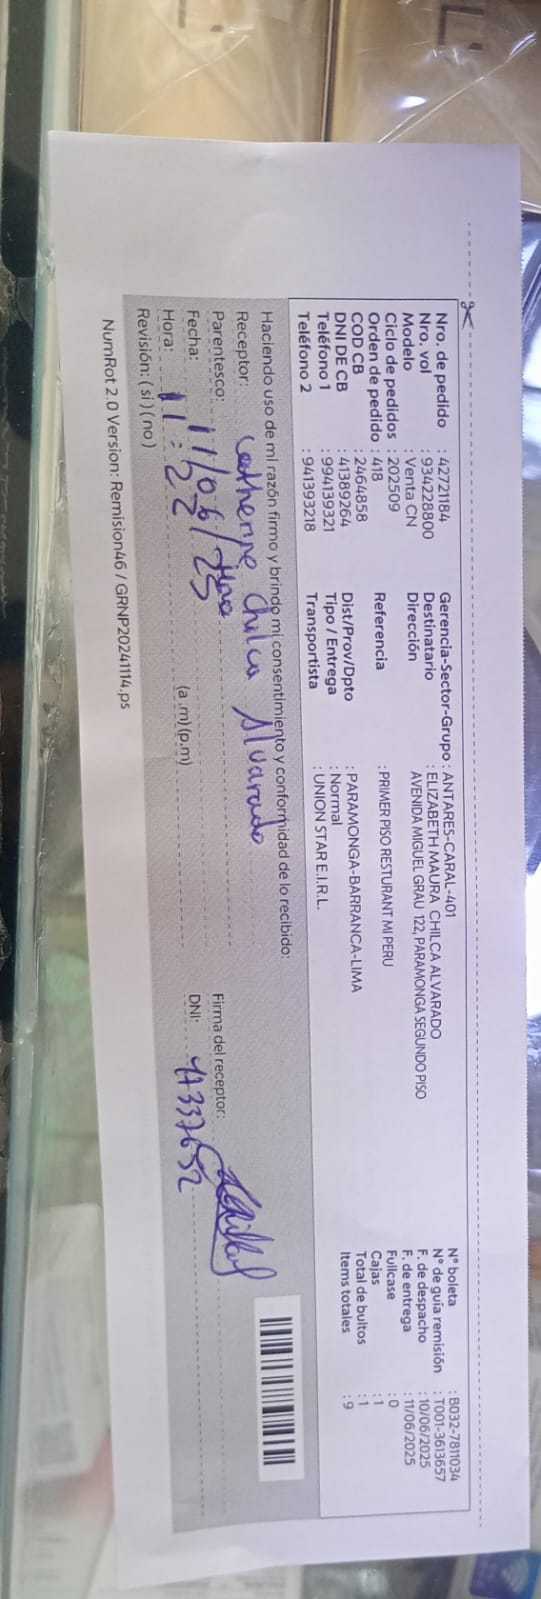 Nro. de pedido : 42721184
Nro. vol : 934228800
Modelo : Venta CN
Ciclo de pedidos : 202509
Orden de pedido : 418
COD CB : 2464858
DNI DE CB : 41389264
Teléfono 1 : 994139321
Teléfono 2 : 941393218
Gerencia-Sector-Grupo : ANTARES-CARAL-401
Destinatario : ELIZABETH MAURA CHILCA ALVARADO
Dirección AVENIDA MIGUEL GRAU 122, PARAMONGA SEGUNDO PISO
Referencia : PRIMER PISO RESTURANT MI PERU
Dist/Prov/Dpto : PARAMONGA-BARRANCA-LIMA
Tipo / Entrega : Normal
Transportista : UNION STAR E.I.R.L.
N° boleta : B032-7811034
N° de guía remisión : T001-3613657
F. de despacho : 10/06/2025
F. de entrega : 11/06/2025
Fullcase : 0
Cajas : 1
Total de bultos : 1
Items totales : 9
Haciendo uso de mi razón firmo y brindo mi consentimiento y conformidad de lo recibido:
Receptor: Catherine Chilca Alvarado
Parentesco:
Fecha: 11/06/25
Hora: 11:22 (a.m)(p.m)
Revisión: ( si ) ( no )
Firma del receptor:
DNI: 47337652
NumRot 2.0 Version: Remision46 / GRNP20241114.ps